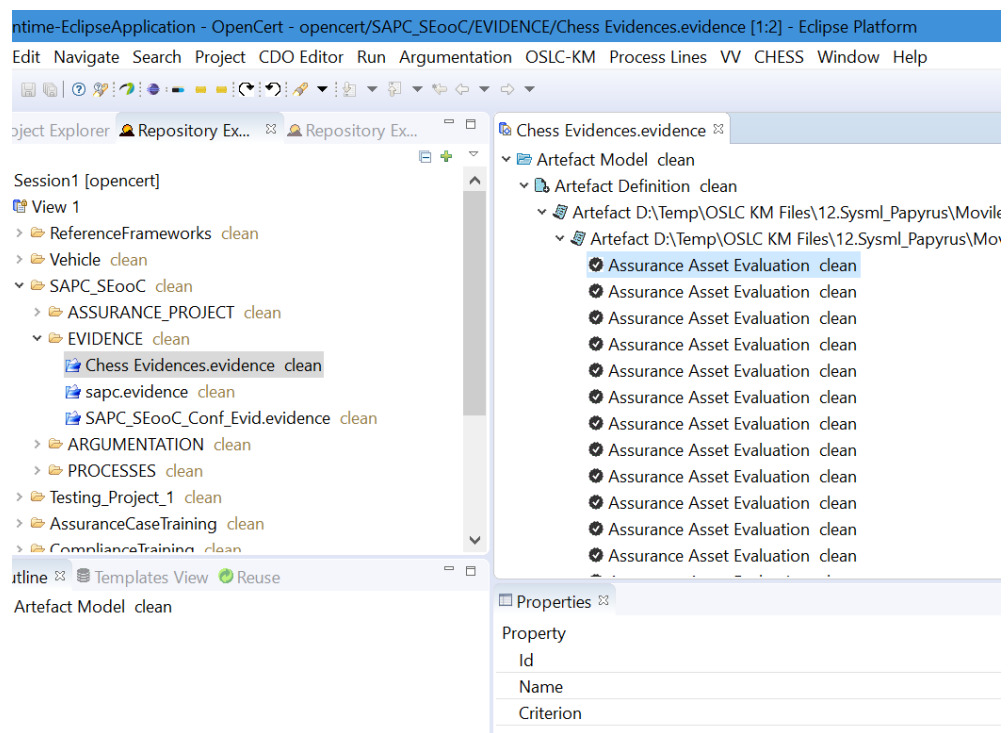 ntime-EclipseApplication - OpenCert - opencert/SAPC_SEooC/EVIDENCE/Chess Evidences.evidence [1:2] - Eclipse Platform
Edit Navigate Search Project CDO Editor Run Argumentation OSLC-KM Process Lines VV CHESS Window Help
oject Explorer Repository Ex... Repository Ex...
Session1 [opencert]
View 1
ReferenceFrameworks clean
Vehicle clean
SAPC_SEooC clean
ASSURANCE_PROJECT clean
EVIDENCE clean
Chess Evidences.evidence clean
sapc.evidence clean
SAPC_SEooC_Conf_Evid.evidence clean
ARGUMENTATION clean
PROCESSES clean
Testing_Project_1 clean
AssuranceCaseTraining clean
ComplianceTraining clean
utline Templates View Reuse
Artefact Model clean
Chess Evidences.evidence
Artefact Model clean
Artefact Definition clean
Artefact D:\Temp\OSLC KM Files\12.Sysml_Papyrus\Movile
Artefact D:\Temp\OSLC KM Files\12.Sysml_Papyrus\Mov
Assurance Asset Evaluation clean
Assurance Asset Evaluation clean
Assurance Asset Evaluation clean
Assurance Asset Evaluation clean
Assurance Asset Evaluation clean
Assurance Asset Evaluation clean
Assurance Asset Evaluation clean
Assurance Asset Evaluation clean
Assurance Asset Evaluation clean
Assurance Asset Evaluation clean
Assurance Asset Evaluation clean
Assurance Asset Evaluation clean
Properties
Property
Id
Name
Criterion